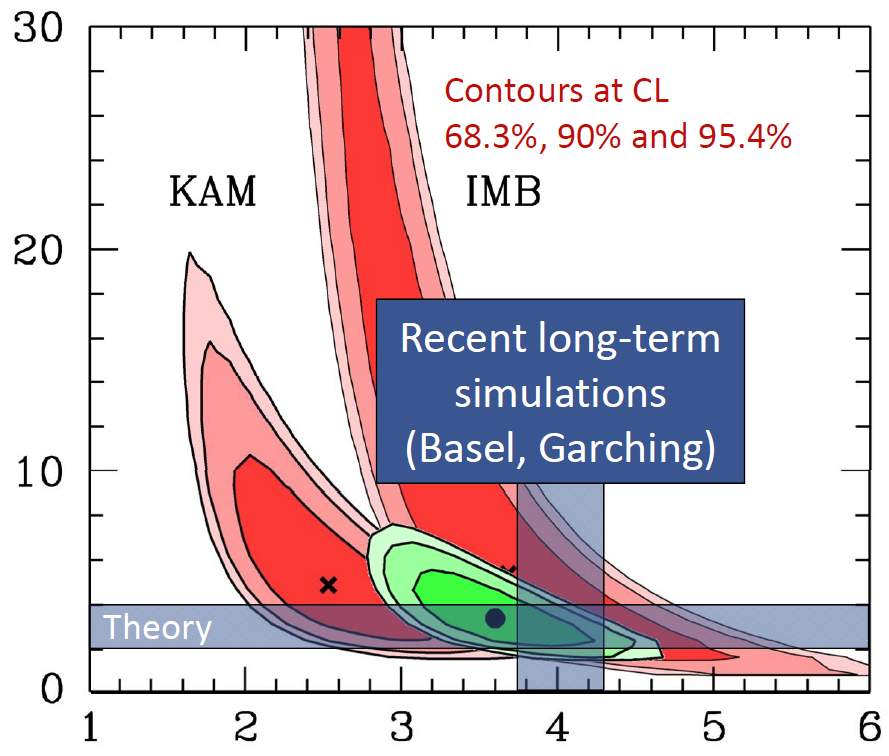 30
Contours at CL
68.3%, 90% and 95.4%
KAM IMB
20
Recent long-term
simulations
(Basel, Garching)
10
Theory
0
1 2 3 4 5 6